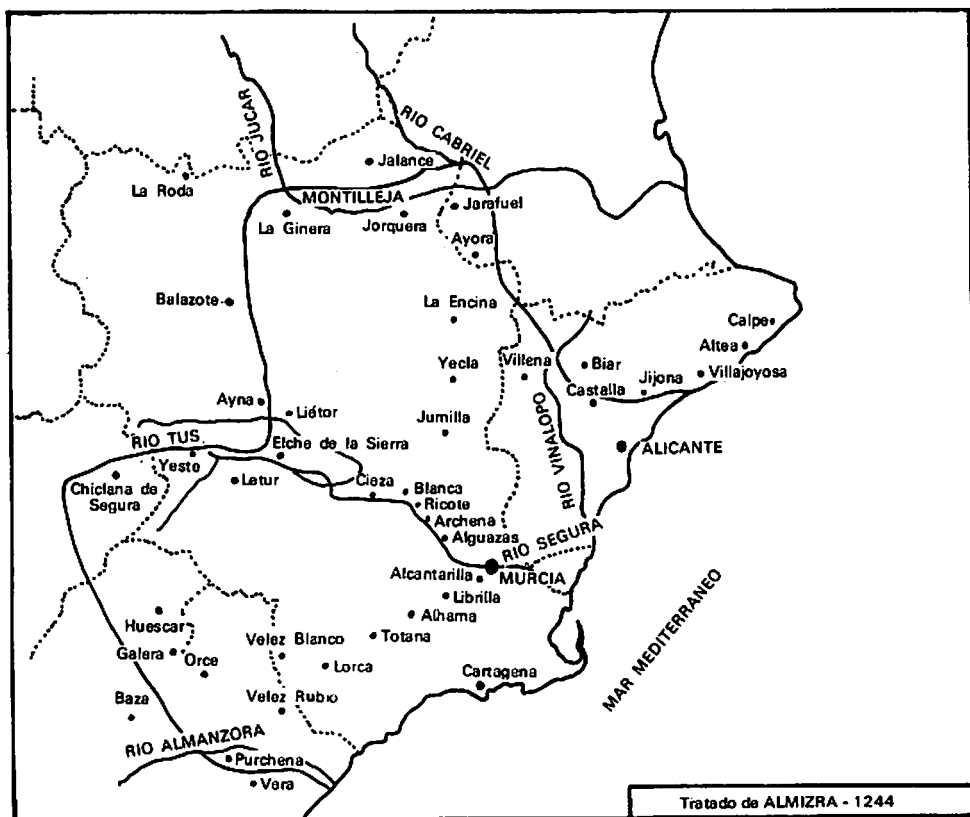 RIO JUCAR
RIO CABRIEL
Jalance
La Roda
MONTILLEJA
Jarafuel
La Ginera
Jorquera
Ayora
Balazote
La Encina
Calpe
Altea
Yecla
Villena
Biar
Villajoyosa
Castalla
Jijona
Ayna
Liétor
Jumilla
RIO VINALOPO
RIO TUS
Elche de la Sierra
ALICANTE
Yeste
Chiclana de
Segura
Letur
Cieza
Blanca
Ricote
Archena
Alguazas
RIO SEGURA
Alcantarilla
MURCIA
Librilla
Alhama
MAR MEDITERRANEO
Huescar
Velez Blanco
Totana
Galera
Orce
Lorca
Cartagena
Baza
Velez Rubio
RIO ALMANZORA
Purchena
Vera
Tratado de ALMIZRA - 1244